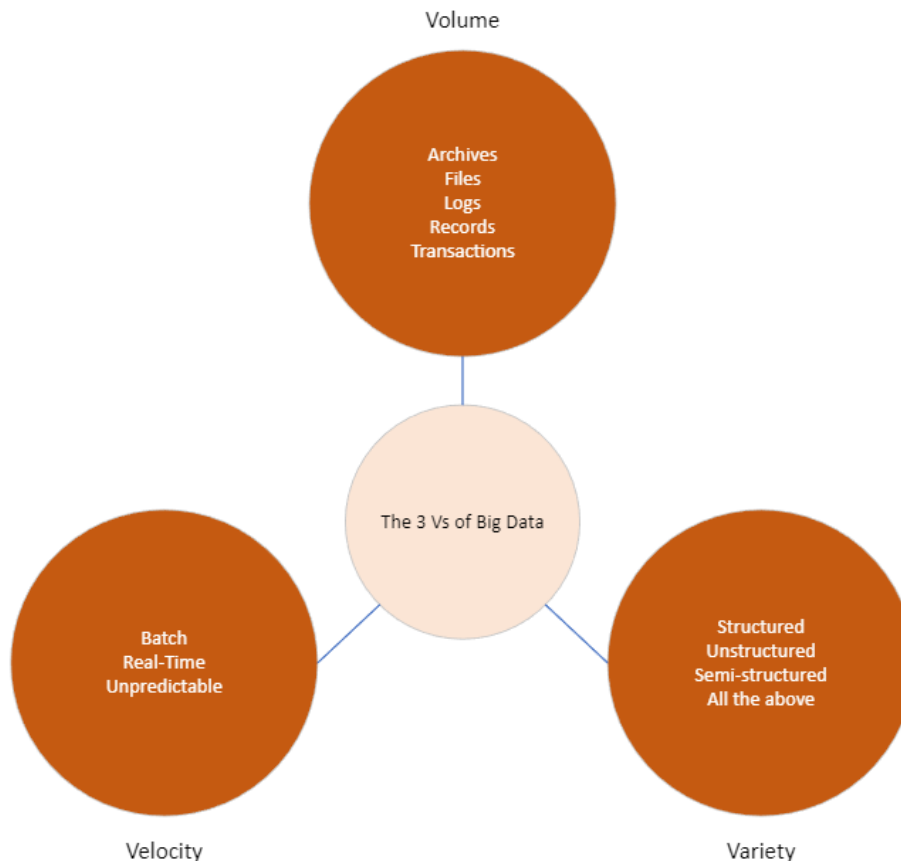 Volume
Archives
Files
Logs
Records
Transactions
The 3 Vs of Big Data
Batch
Real-Time
Unpredictable
Velocity
Structured
Unstructured
Semi-structured
All the above
Variety